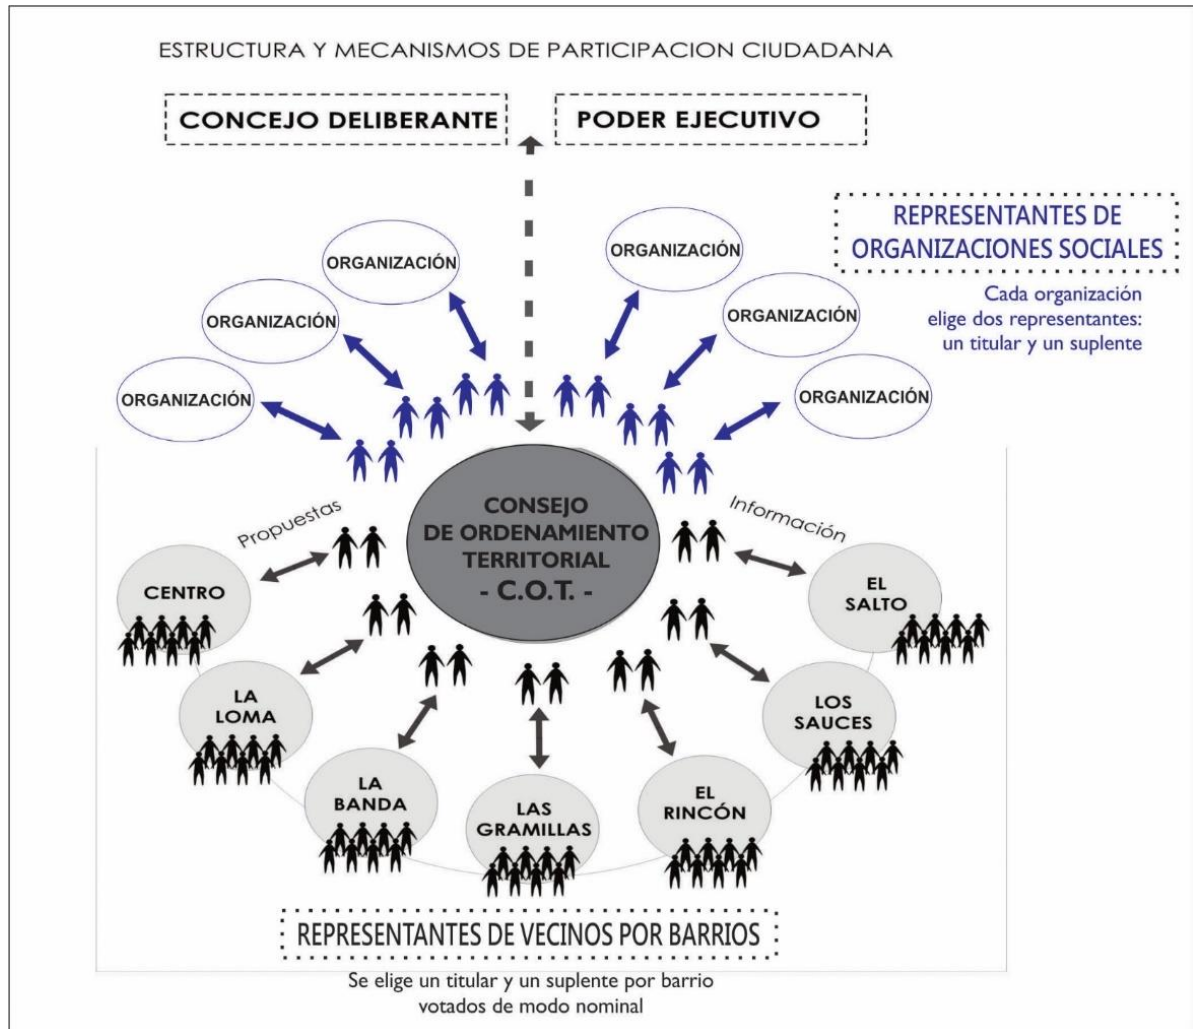 ESTRUCTURA Y MECANISMOS DE PARTICIPACION CIUDADANA
CONCEJO DELIBERANTE
PODER EJECUTIVO
REPRESENTANTES DE
ORGANIZACIONES SOCIALES
Cada organización
elige dos representantes:
un titular y un suplente
ORGANIZACIÓN
ORGANIZACIÓN
ORGANIZACIÓN
ORGANIZACIÓN
ORGANIZACIÓN
ORGANIZACIÓN
Propuestas
Información
CONSEJO
DE ORDENAMIENTO
TERRITORIAL
- C.O.T. -
CENTRO
LA
LOMA
LA
BANDA
LAS
GRAMILLAS
EL
RINCÓN
LOS
SAUCES
EL
SALTO
REPRESENTANTES DE VECINOS POR BARRIOS
Se elige un titular y un suplente por barrio
votados de modo nominal